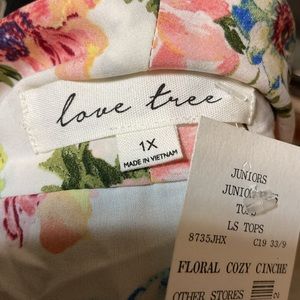 love tree
1X
MADE IN VIETNAM
JUNIORS
JUNIORS
TOPS
LS TOPS
8735JHX C19 33/9
FLORAL COZY CINCHE
OTHER STORES